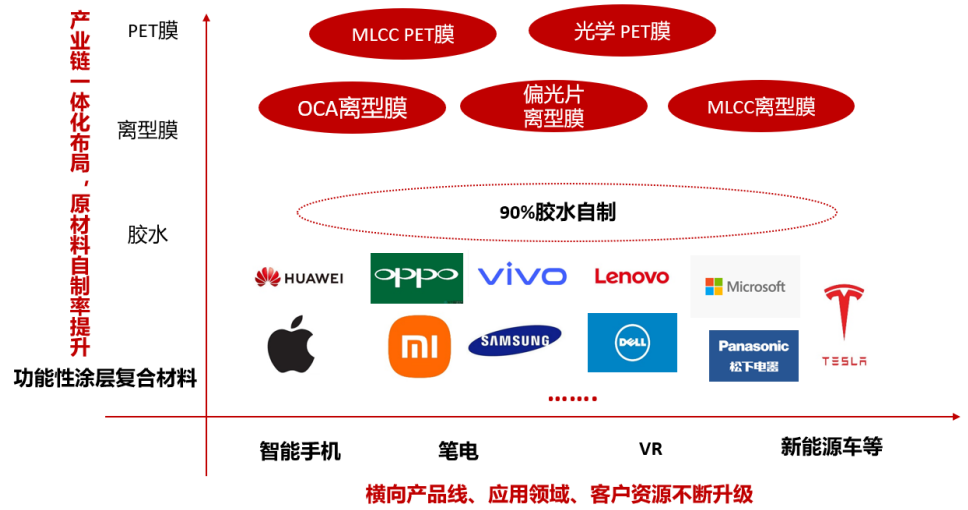 产业链一体化布局，原材料自制率提升
PET膜
MLCC PET膜
光学 PET膜
离型膜
OCA离型膜
偏光片
离型膜
MLCC离型膜
胶水
90%胶水自制
HUAWEI
oppo
vivo
Lenovo
Microsoft
TESLA
mi
SAMSUNG
DELL
Panasonic
松下电器
功能性涂层复合材料
.......
智能手机
笔电
VR
新能源车等
横向产品线、应用领域、客户资源不断升级